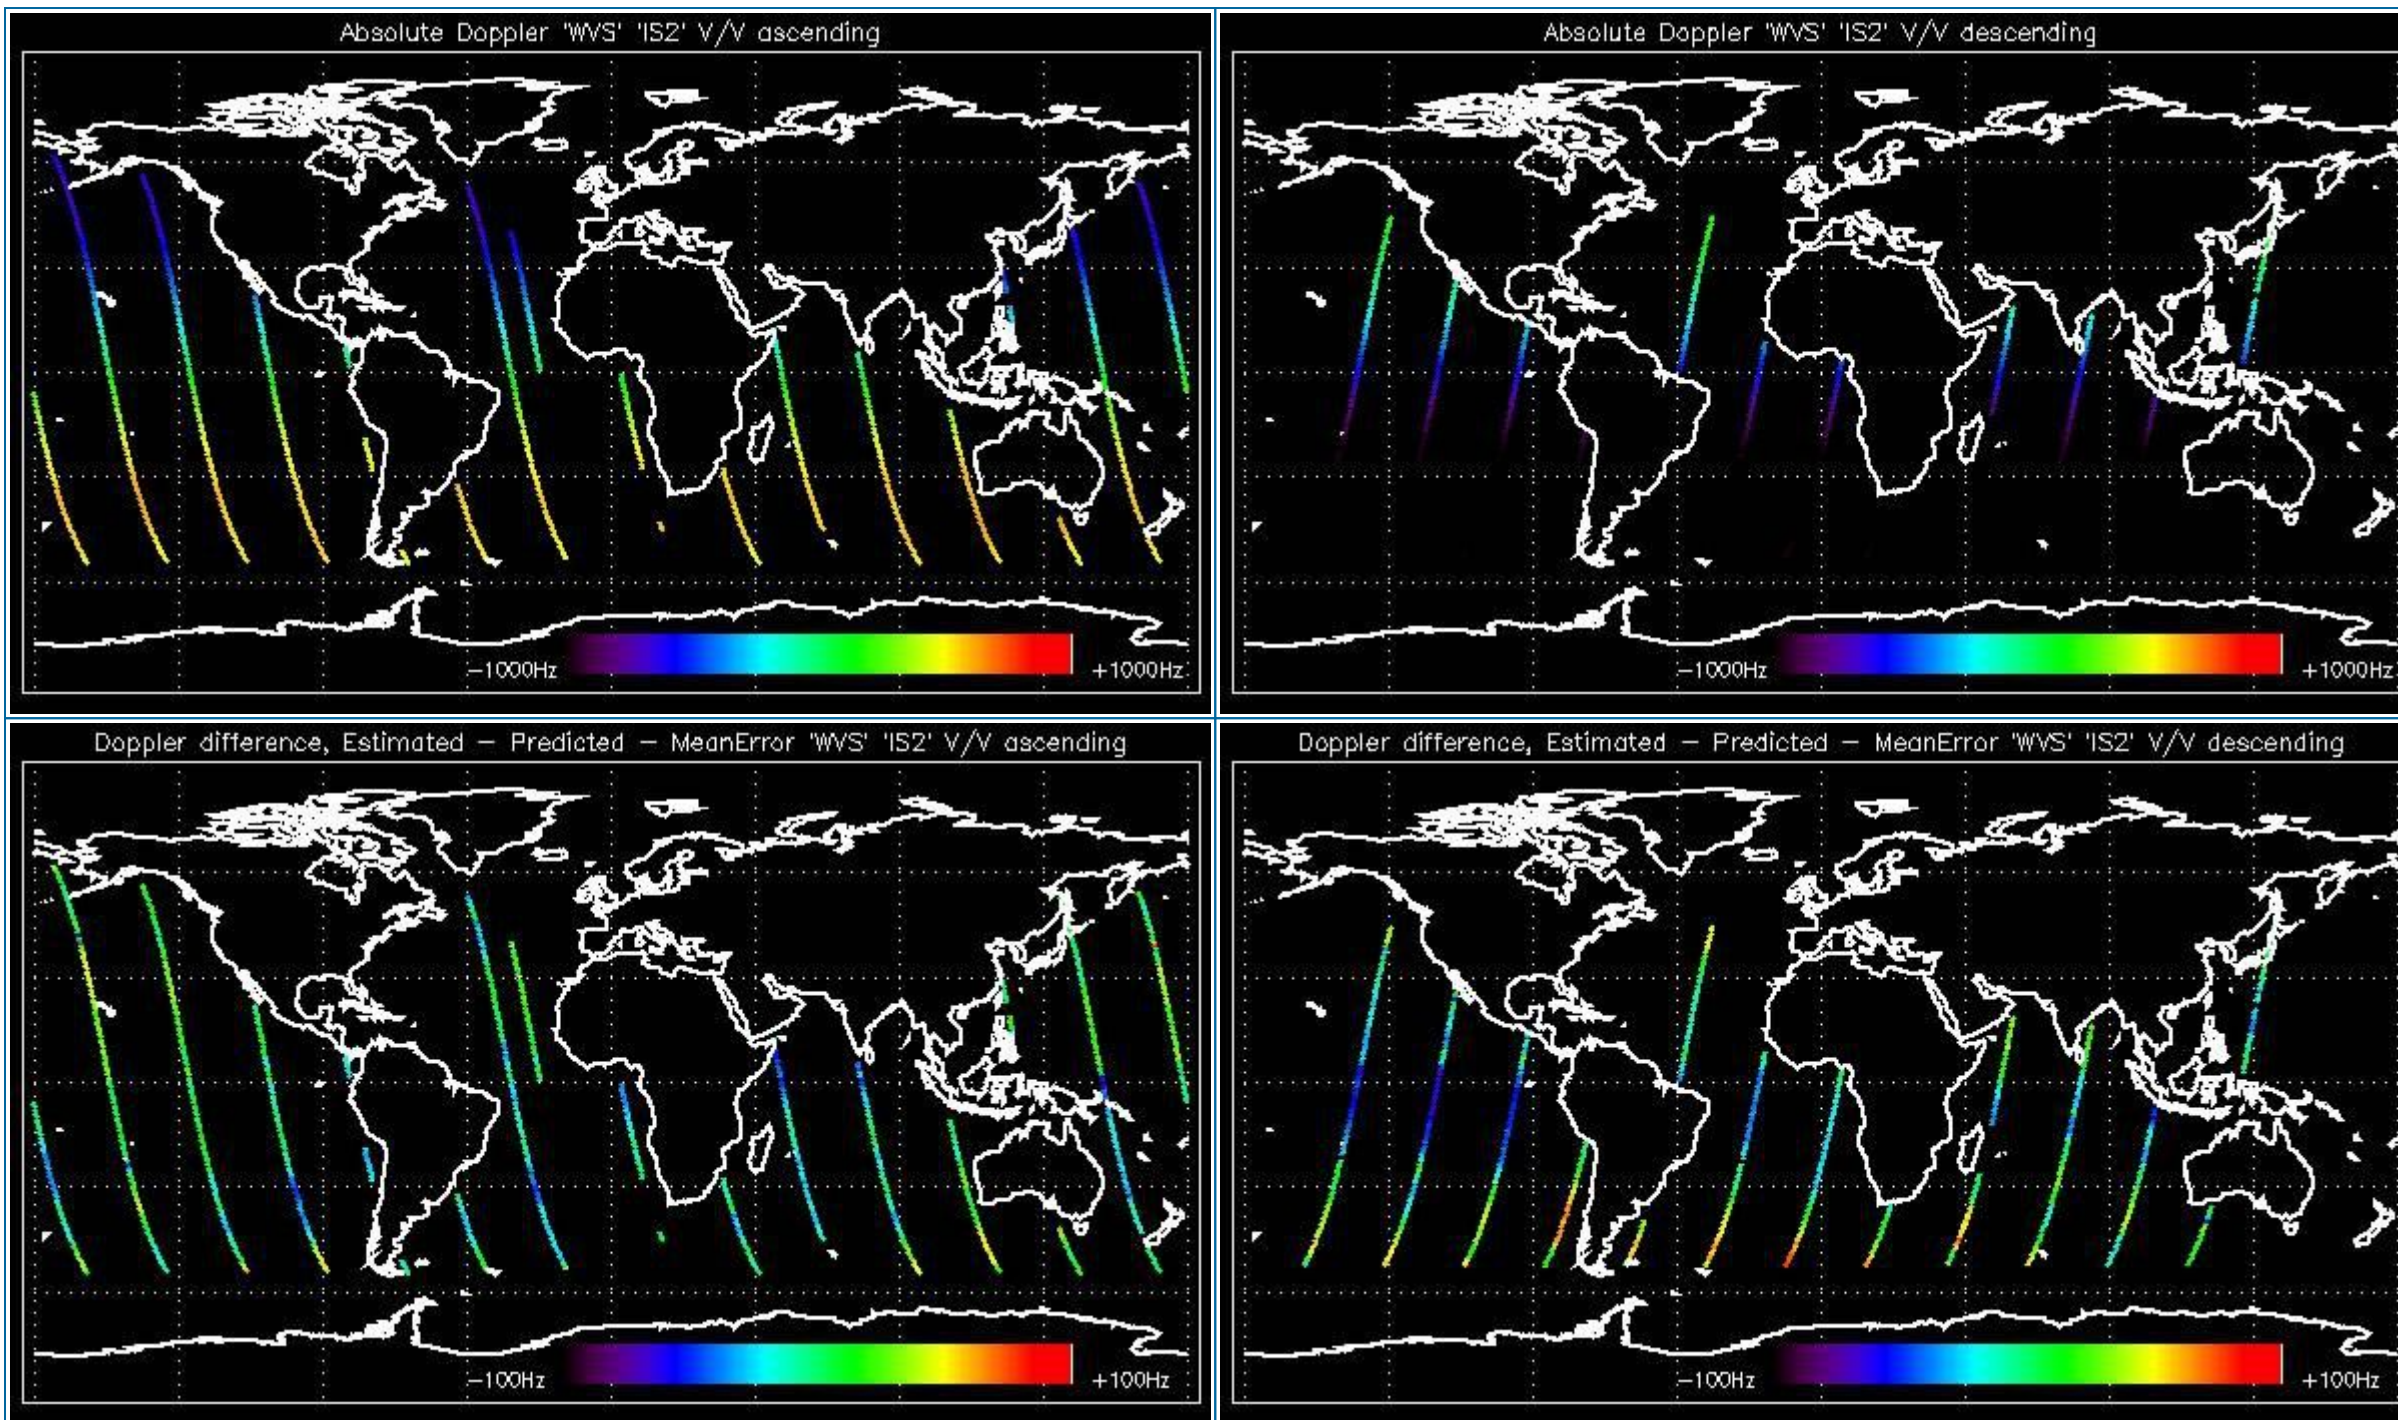 Absolute Doppler 'WVS' 'IS2' V/V ascending
-1000Hz
+1000Hz
Absolute Doppler 'WVS' 'IS2' V/V descending
-1000Hz
+1000Hz
Doppler difference, Estimated - Predicted - MeanError 'WVS' 'IS2' V/V ascending
-100Hz
+100Hz
Doppler difference, Estimated - Predicted - MeanError 'WVS' 'IS2' V/V descending
-100Hz
+100Hz